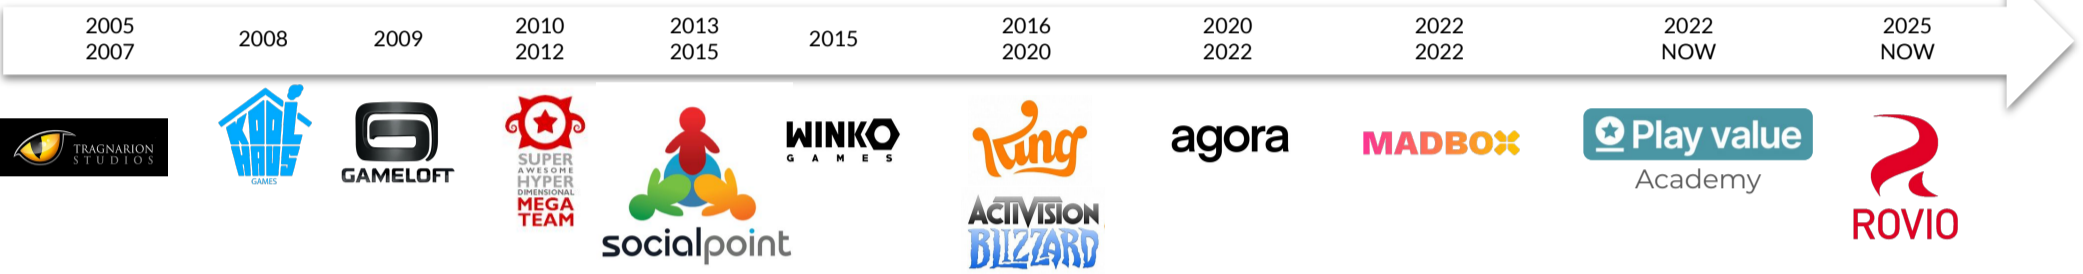 2005
2007
2008
2009
2010
2012
2013
2015
2015
2016
2020
2020
2022
2022
2022
2022
NOW
2025
NOW
TRAGNARION
STUDIOS
KOOL
HAUS
GAMES
GAMELOFT
SUPER
AWESOME
HYPER
DIMENSIONAL
MEGA
TEAM
socialpoint
WINKO
GAMES
King
ACTIVISION
BLIZZARD
agora
MADBOX
Play value
Academy
ROVIO